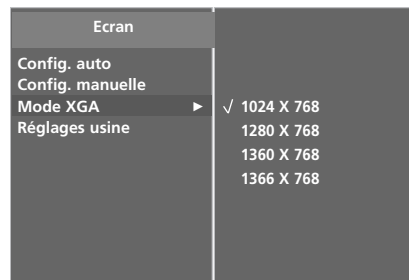 Ecran
Config. auto
Config. manuelle
Mode XGA ► √ 1024 X 768
1280 X 768
Réglages usine
1360 X 768
1366 X 768